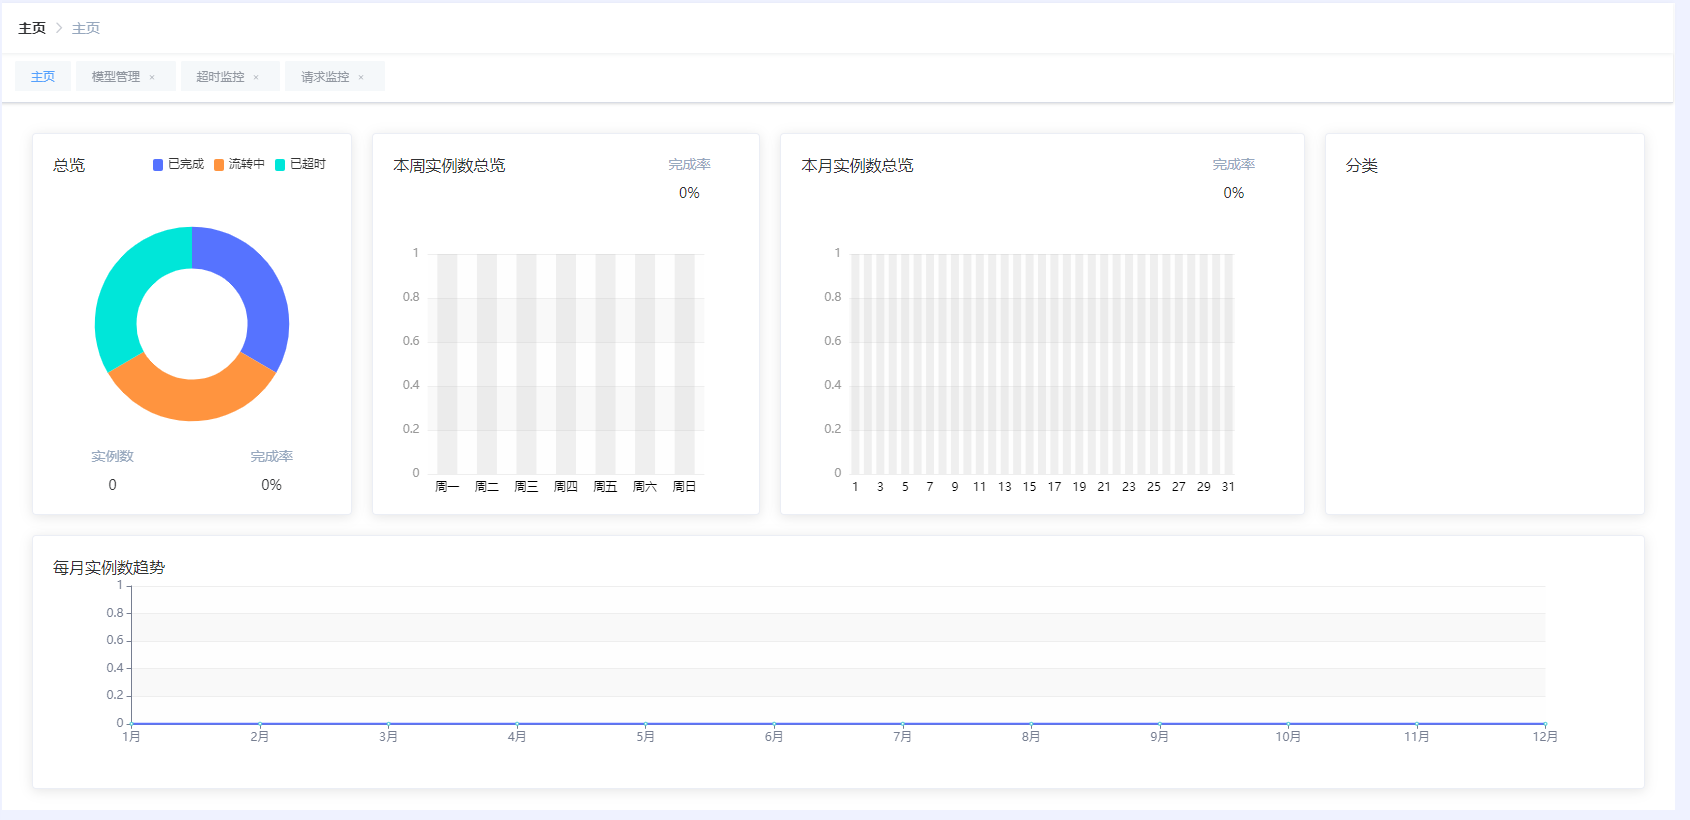 主页 > 主页
主页 模型管理 × 超时监控 × 请求监控 ×
总览
已完成 流转中 已超时
实例数 完成率
0 0%
本周实例数总览
完成率
0%
1
0.8
0.6
0.4
0.2
0
周一 周二 周三 周四 周五 周六 周日
本月实例数总览
完成率
0%
1
0.8
0.6
0.4
0.2
0
1 3 5 7 9 11 13 15 17 19 21 23 25 27 29 31
分类
每月实例数趋势
1
0.8
0.6
0.4
0.2
0
1月 2月 3月 4月 5月 6月 7月 8月 9月 10月 11月 12月